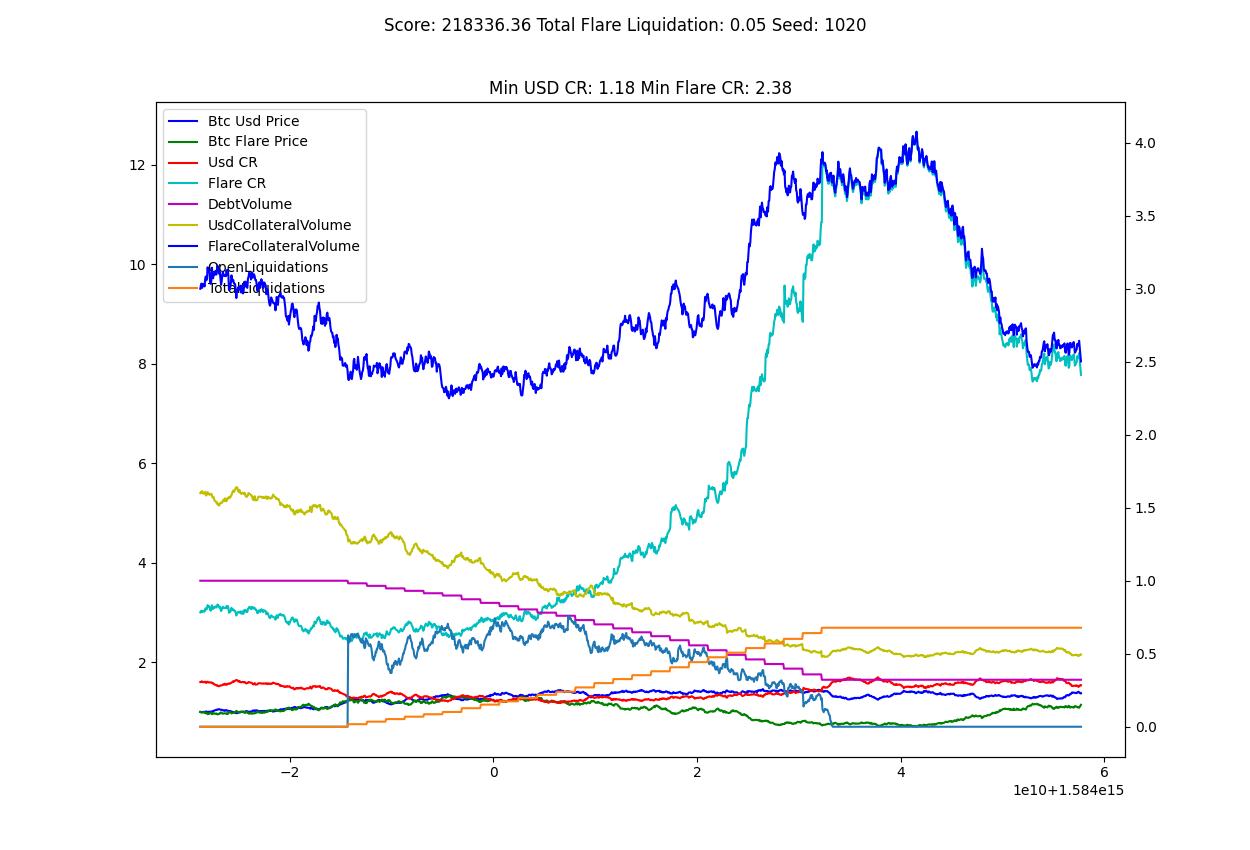 Score: 218336.36 Total Flare Liquidation: 0.05 Seed: 1020
Min USD CR: 1.18 Min Flare CR: 2.38
Btc Usd Price
Btc Flare Price
Usd CR
Flare CR
DebtVolume
UsdCollateralVolume
FlareCollateralVolume
OpenLiquidations
TotalLiquidations
12
10
8
6
4
2
4.0
3.5
3.0
2.5
2.0
1.5
1.0
0.5
0.0
−2 0 2 4 6
1e10+1.584e15